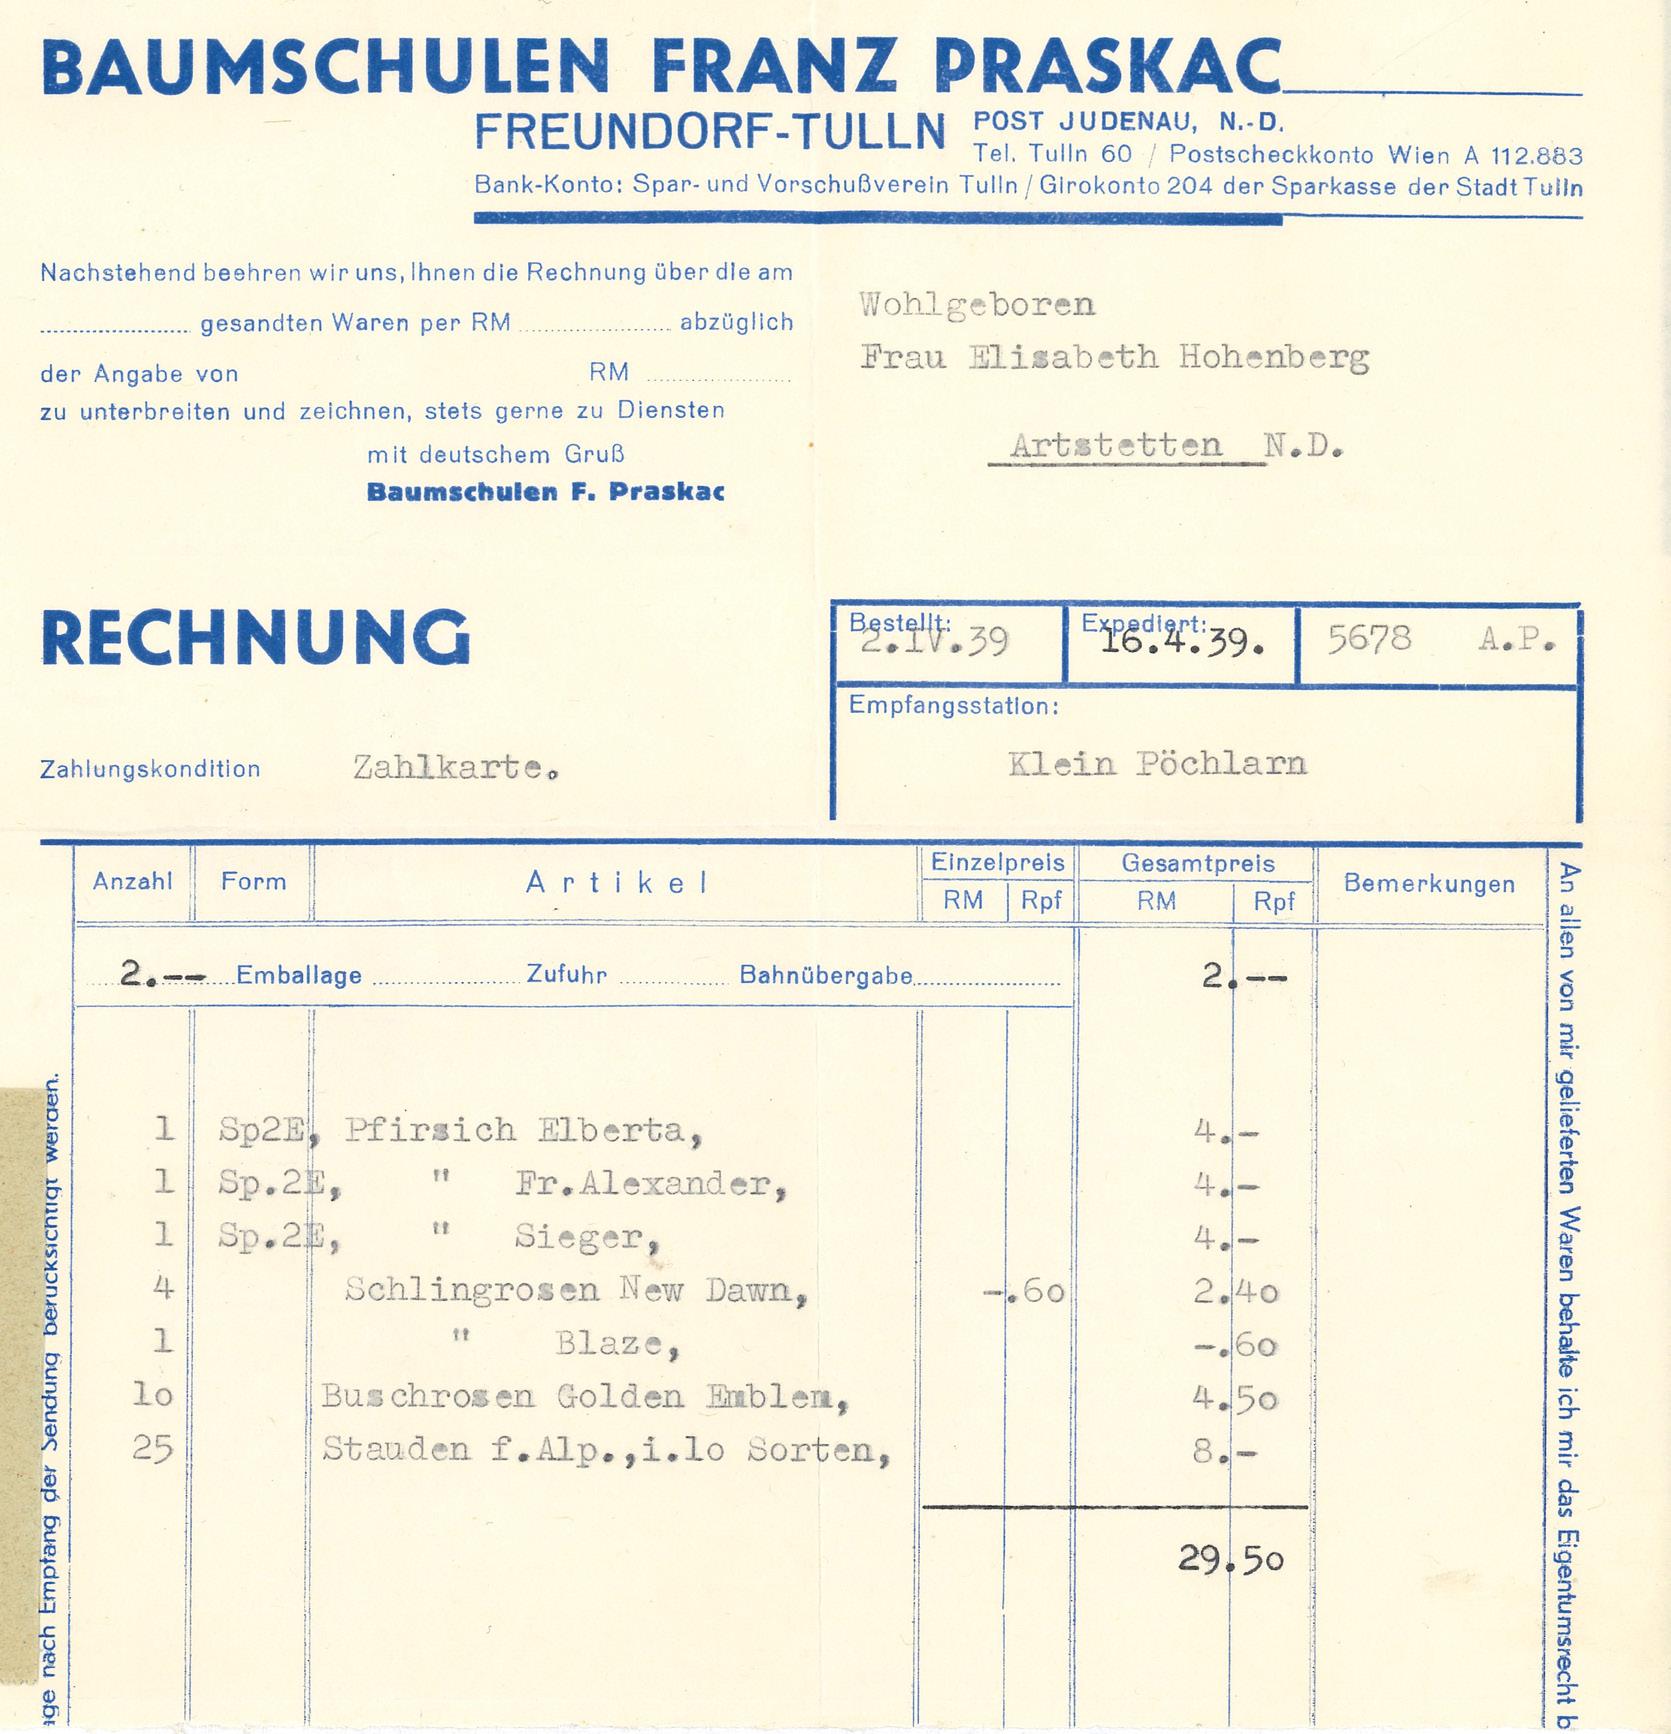 BAUMSCHULEN FRANZ PRASKAC
FREUNDORF-TULLN
POST JUDENAU, N.-D.
Tel. Tulln 60 / Postscheckkonto Wien A 112.883
Bank-Konto: Spar- und Vorschußverein Tulln / Girokonto 204 der Sparkasse der Stadt Tulln
Nachstehend beehren wir uns, Ihnen die Rechnung über die am
gesandten Waren per RM abzüglich
der Angabe von RM
zu unterbreiten und zeichnen, stets gerne zu Diensten
mit deutschem Gruß
Baumschulen F. Praskac
Wohlgeboren
Frau Elisabeth Hohenberg
Artstetten N.D.
RECHNUNG
Bestellt: Expediert:
2.IV.39 16.4.39. 5678 A.P.
Empfangsstation:
Klein Pöchlarn
Zahlungskondition Zahlkarte.
Anzahl Form Artikel Einzelpreis Gesamtpreis Bemerkungen
RM Rpf RM Rpf
2.-- Emballage Zufuhr Bahnübergabe 2.--
1 Sp2E, Pfirsich Elberta, 4.-
1 Sp.2E, " Fr.Alexander, 4.-
1 Sp.2E, " Sieger, 4.-
4 Schlingrosen New Dawn, -.60 2.40
1 " Blaze, -.60
lo Buschrosen Golden Emblem, 4.50
25 Stauden f.Alp.,i.lo Sorten, 8.-
29.50
nach Empfang der Sendung berücksichtigt werden.
An allen von mir gelieferten Waren behalte ich mir das Eigentumsrecht b